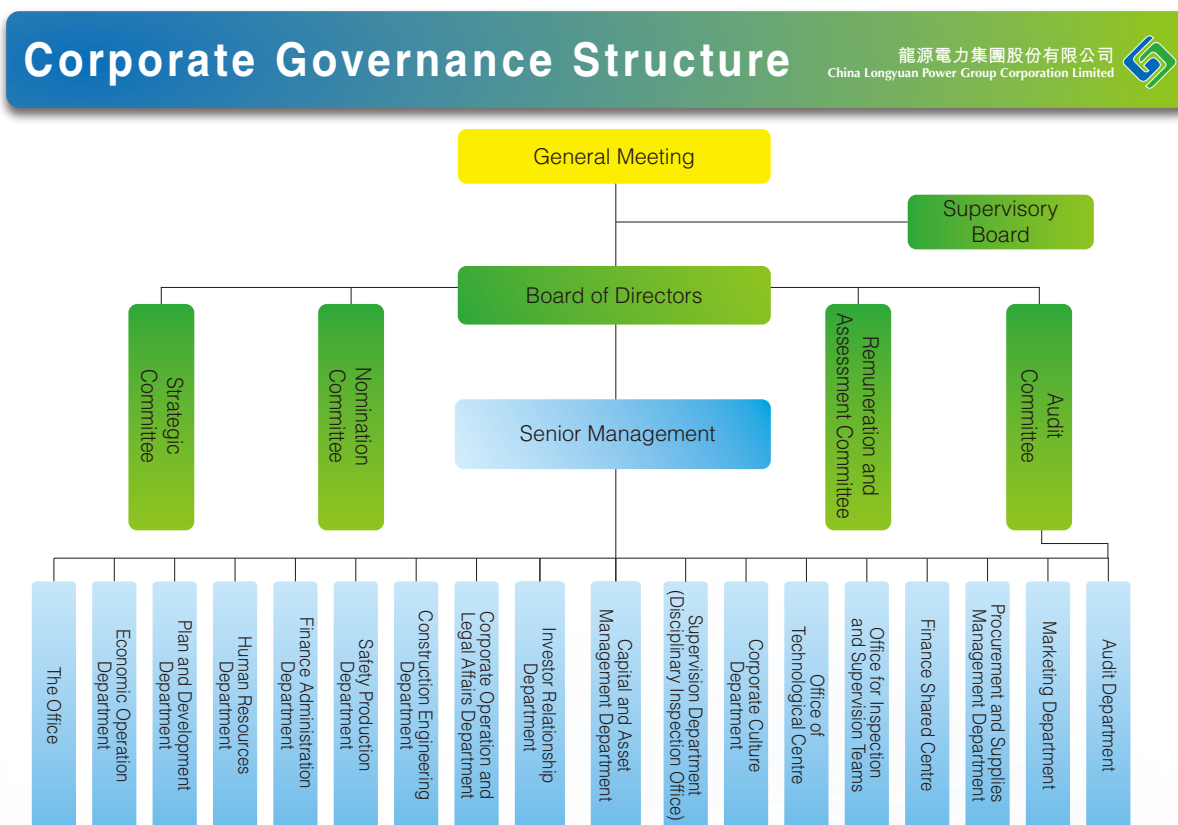 Corporate Governance Structure
龍源電力集團股份有限公司
China Longyuan Power Group Corporation Limited
General Meeting
Supervisory
Board
Board of Directors
Strategic
Committee
Nomination
Committee
Remuneration and
Assessment Committee
Audit
Committee
Senior Management
The Office
Economic Operation
Department
Plan and Development
Department
Human Resources
Department
Finance Administration
Department
Safety Production
Department
Construction Engineering
Department
Corporate Operation and
Legal Affairs Department
Investor Relationship
Department
Capital and Asset
Management Department
Supervision Department
(Disciplinary Inspection Office)
Corporate Culture
Department
Office of
Technological Centre
Office for Inspection
and Supervision Teams
Finance Shared Centre
Procurement and Supplies
Management Department
Marketing Department
Audit Department